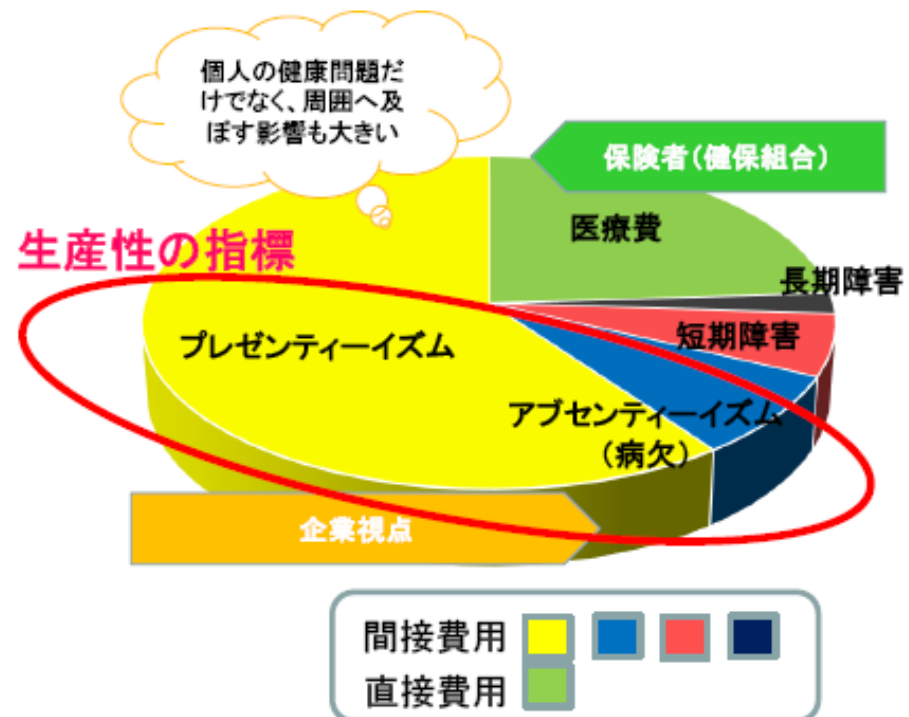 個人の健康問題だ
けでなく、周囲へ及
ぼす影響も大きい
保険者（健保組合）
医療費
生産性の指標
長期障害
短期障害
プレゼンティーイズム
アブセンティーイズム
（病欠）
企業視点
間接費用
直接費用